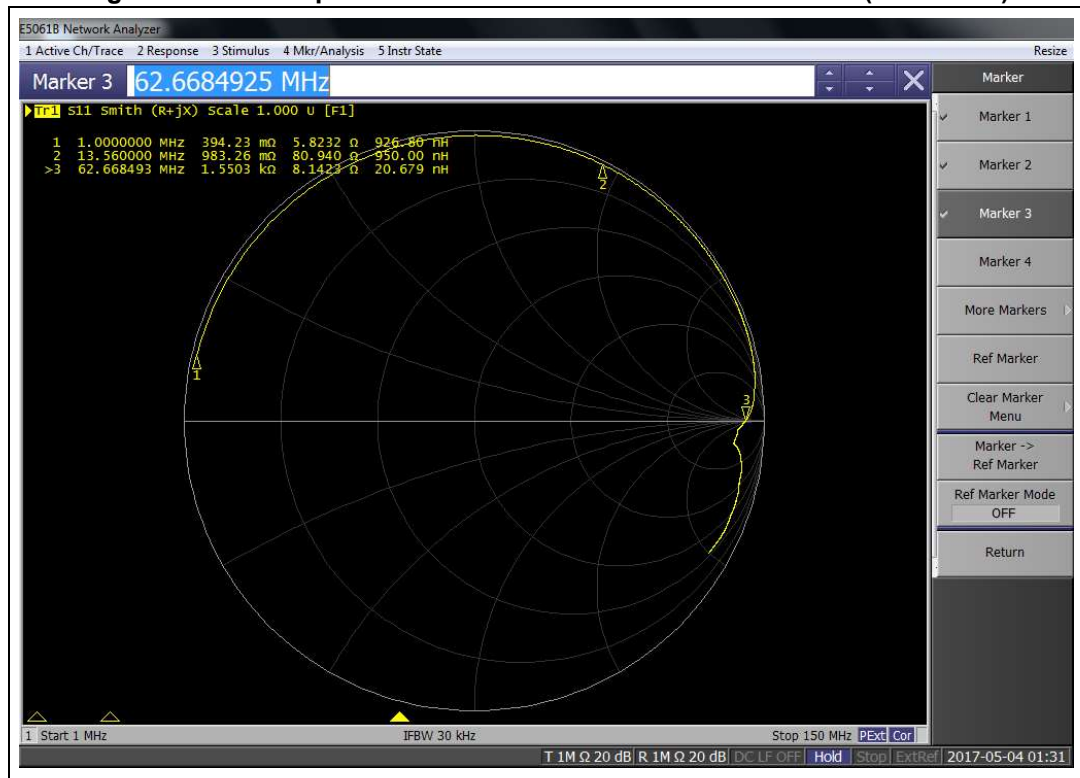 E5061B Network Analyzer
1 Active Ch/Trace 2 Response 3 Stimulus 4 Mkr/Analysis 5 Instr State Resize
Marker 3 62.6684925 MHz
Tr1 S11 Smith (R+jX) Scale 1.000 U [F1]
1 1.0000000 MHz 394.23 mΩ 5.8232 Ω 926.80 nH
2 13.560000 MHz 983.26 mΩ 80.940 Ω 950.00 nH
>3 62.668493 MHz 1.5503 kΩ 8.1423 Ω 20.679 nH
2
1
3
Marker
Marker 1
Marker 2
Marker 3
Marker 4
More Markers
Ref Marker
Clear Marker
Menu
Marker ->
Ref Marker
Ref Marker Mode
OFF
Return
1 Start 1 MHz IFBW 30 kHz Stop 150 MHz PExt Cor
T 1M Ω 20 dB R 1M Ω 20 dB DC LF OFF Hold Stop ExtRef 2017-05-04 01:31